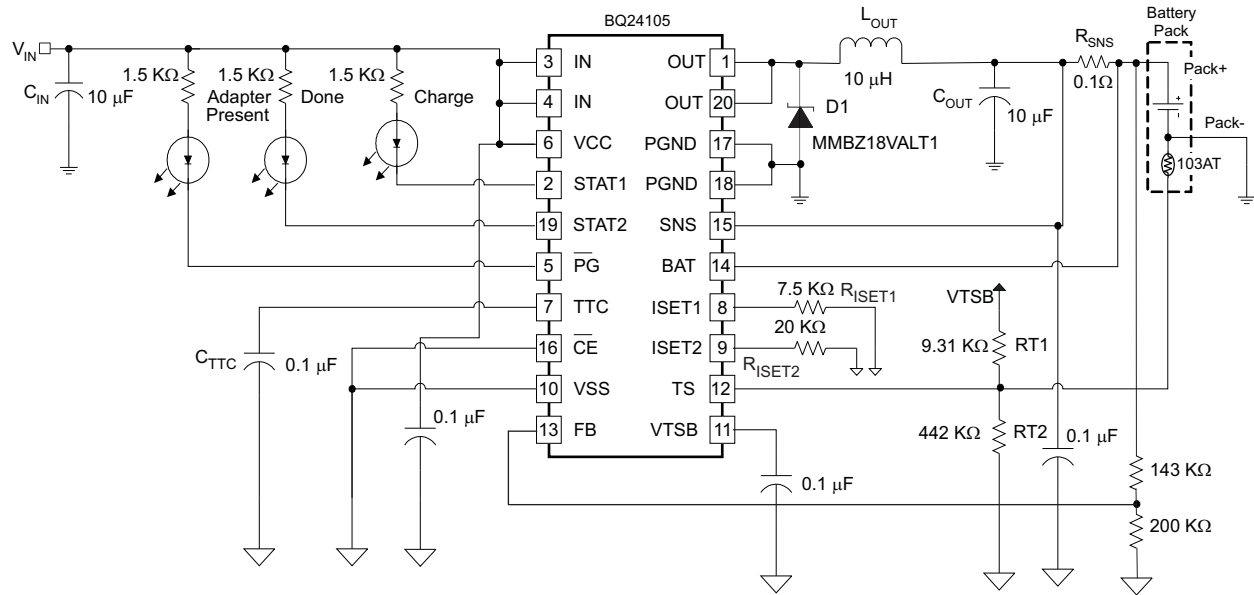 BQ24105
V_IN
C_IN
10 μF
1.5 KΩ
1.5 KΩ
1.5 KΩ
Adapter
Present
Done
Charge
3 IN
4 IN
6 VCC
2 STAT1
19 STAT2
5 P̅G̅
7 TTC
16 C̅E̅
10 VSS
13 FB
OUT 1
OUT 20
PGND 17
PGND 18
SNS 15
BAT 14
ISET1 8
ISET2 9
TS 12
VTSB 11
C_TTC
0.1 μF
0.1 μF
L_OUT
10 μH
D1
MMBZ18VALT1
C_OUT
10 μF
R_SNS
0.1Ω
Battery
Pack
Pack+
+
-
Pack-
103AT
7.5 KΩ
R_ISET1
20 KΩ
R_ISET2
VTSB
9.31 KΩ
RT1
442 KΩ
RT2
0.1 μF
0.1 μF
143 KΩ
200 KΩ